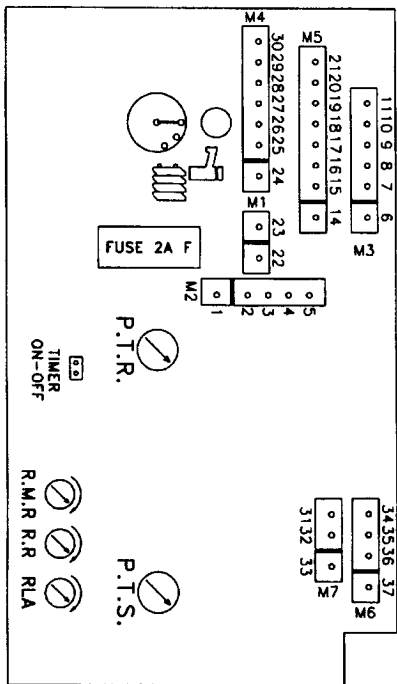 M4
30 29 28 27 26 25 24
M5
21 20 19 18 17 16 15 14
11 10 9 8 7 6
M3
M1
23 22
FUSE 2A F
M2
1 2 3 4 5
P.T.R.
TIMER
ON-OFF
R.M.R
R.R
RLA
P.T.S.
31 32 33
M7
34 35 36 37
M6